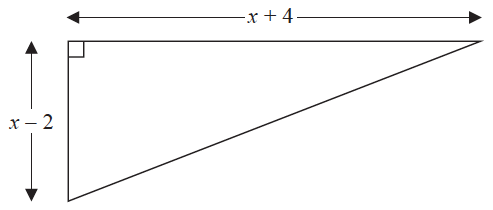 x + 4
x – 2